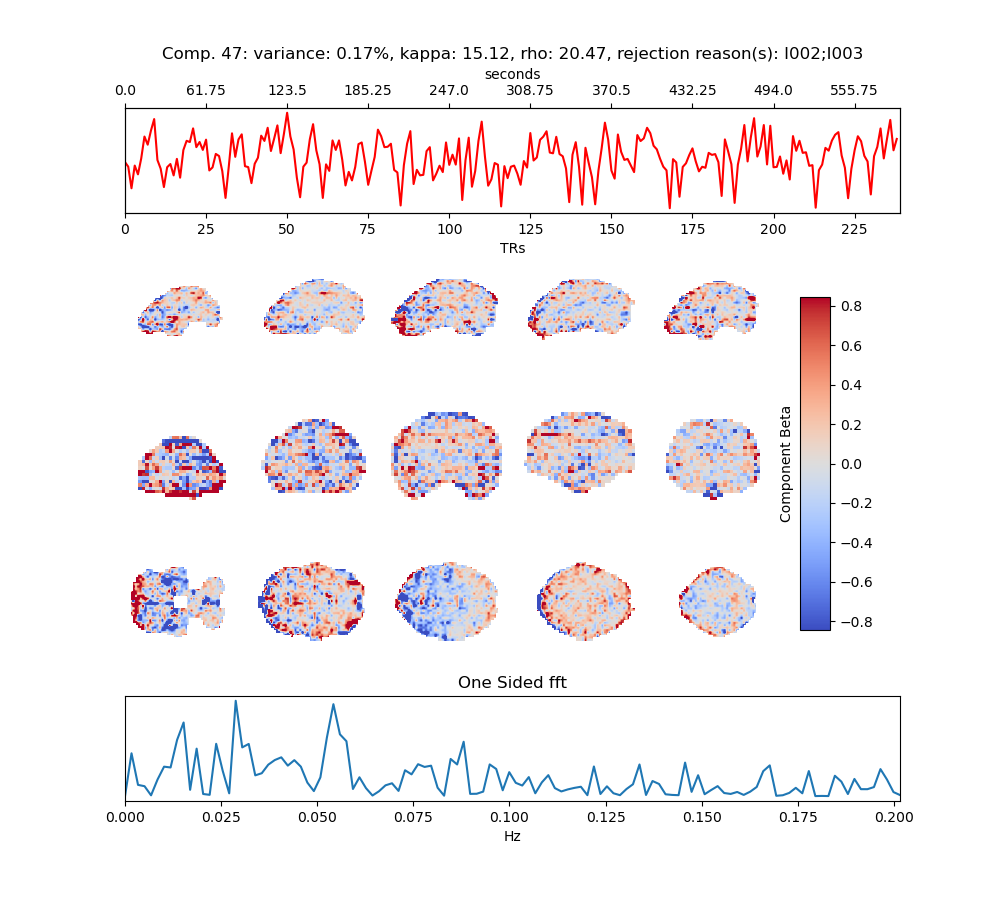 Comp. 47: variance: 0.17%, kappa: 15.12, rho: 20.47, rejection reason(s): I002;I003
seconds
0.0 61.75 123.5 185.25 247.0 308.75 370.5 432.25 494.0 555.75
0 25 50 75 100 125 150 175 200 225
TRs
0.8
0.6
0.4
0.2
0.0
−0.2
−0.4
−0.6
−0.8
Component Beta
One Sided fft
0.000 0.025 0.050 0.075 0.100 0.125 0.150 0.175 0.200
Hz